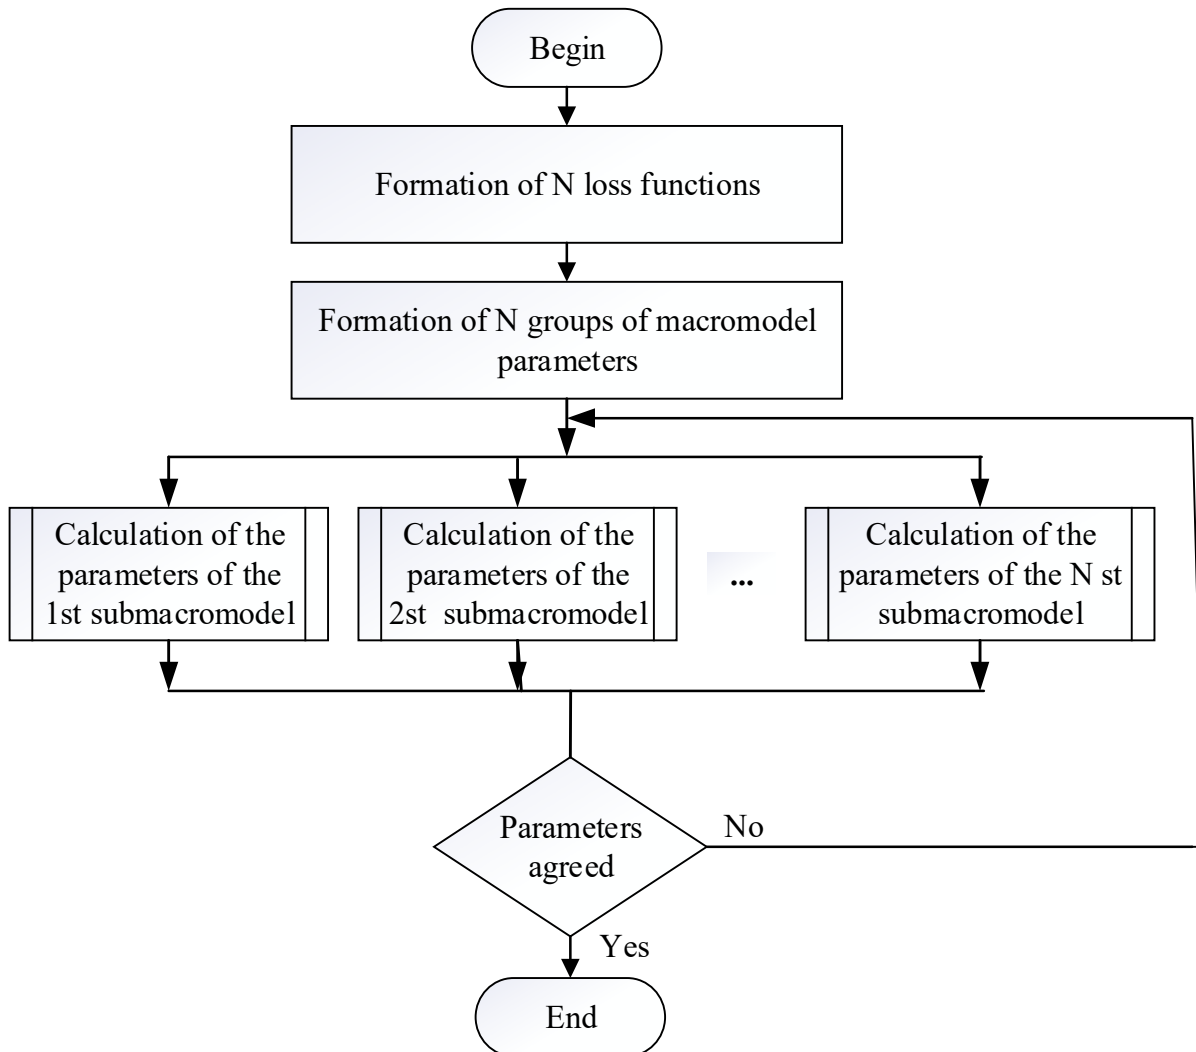 Begin
Formation of N loss functions
Formation of N groups of macromodel
parameters
Calculation of the
parameters of the
1st submacromodel
Calculation of the
parameters of the
2st submacromodel
...
Calculation of the
parameters of the N st
submacromodel
Parameters
agreed
No
Yes
End